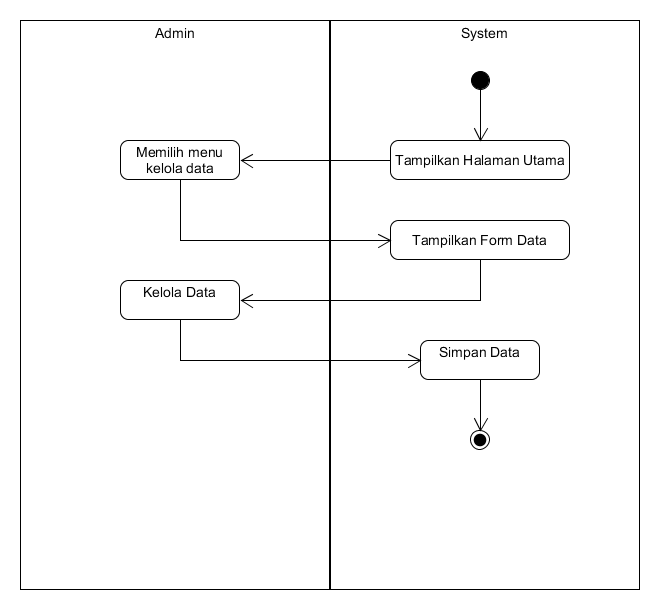 Admin
System
Tampilkan Halaman Utama
Memilih menu
kelola data
Tampilkan Form Data
Kelola Data
Simpan Data